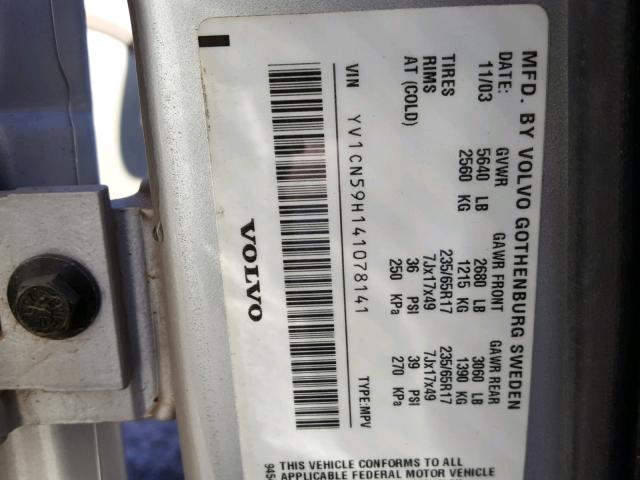 MFD. BY VOLVO GOTHENBURG SWEDEN
DATE: GVWR GAWR FRONT GAWR REAR
11/03 5640 LB 2680 LB 3060 LB
2560 KG 1215 KG 1390 KG
TIRES 235/65R17 235/65R17
RIMS 7Jx17x49 7Jx17x49
AT (COLD) 36 PSI 39 PSI
250 KPa 270 KPa
VIN YV1CN59H141078141 TYPE:MPV
VOLVO
THIS VEHICLE CONFORMS TO ALL
APPLICABLE FEDERAL MOTOR VEHICLE